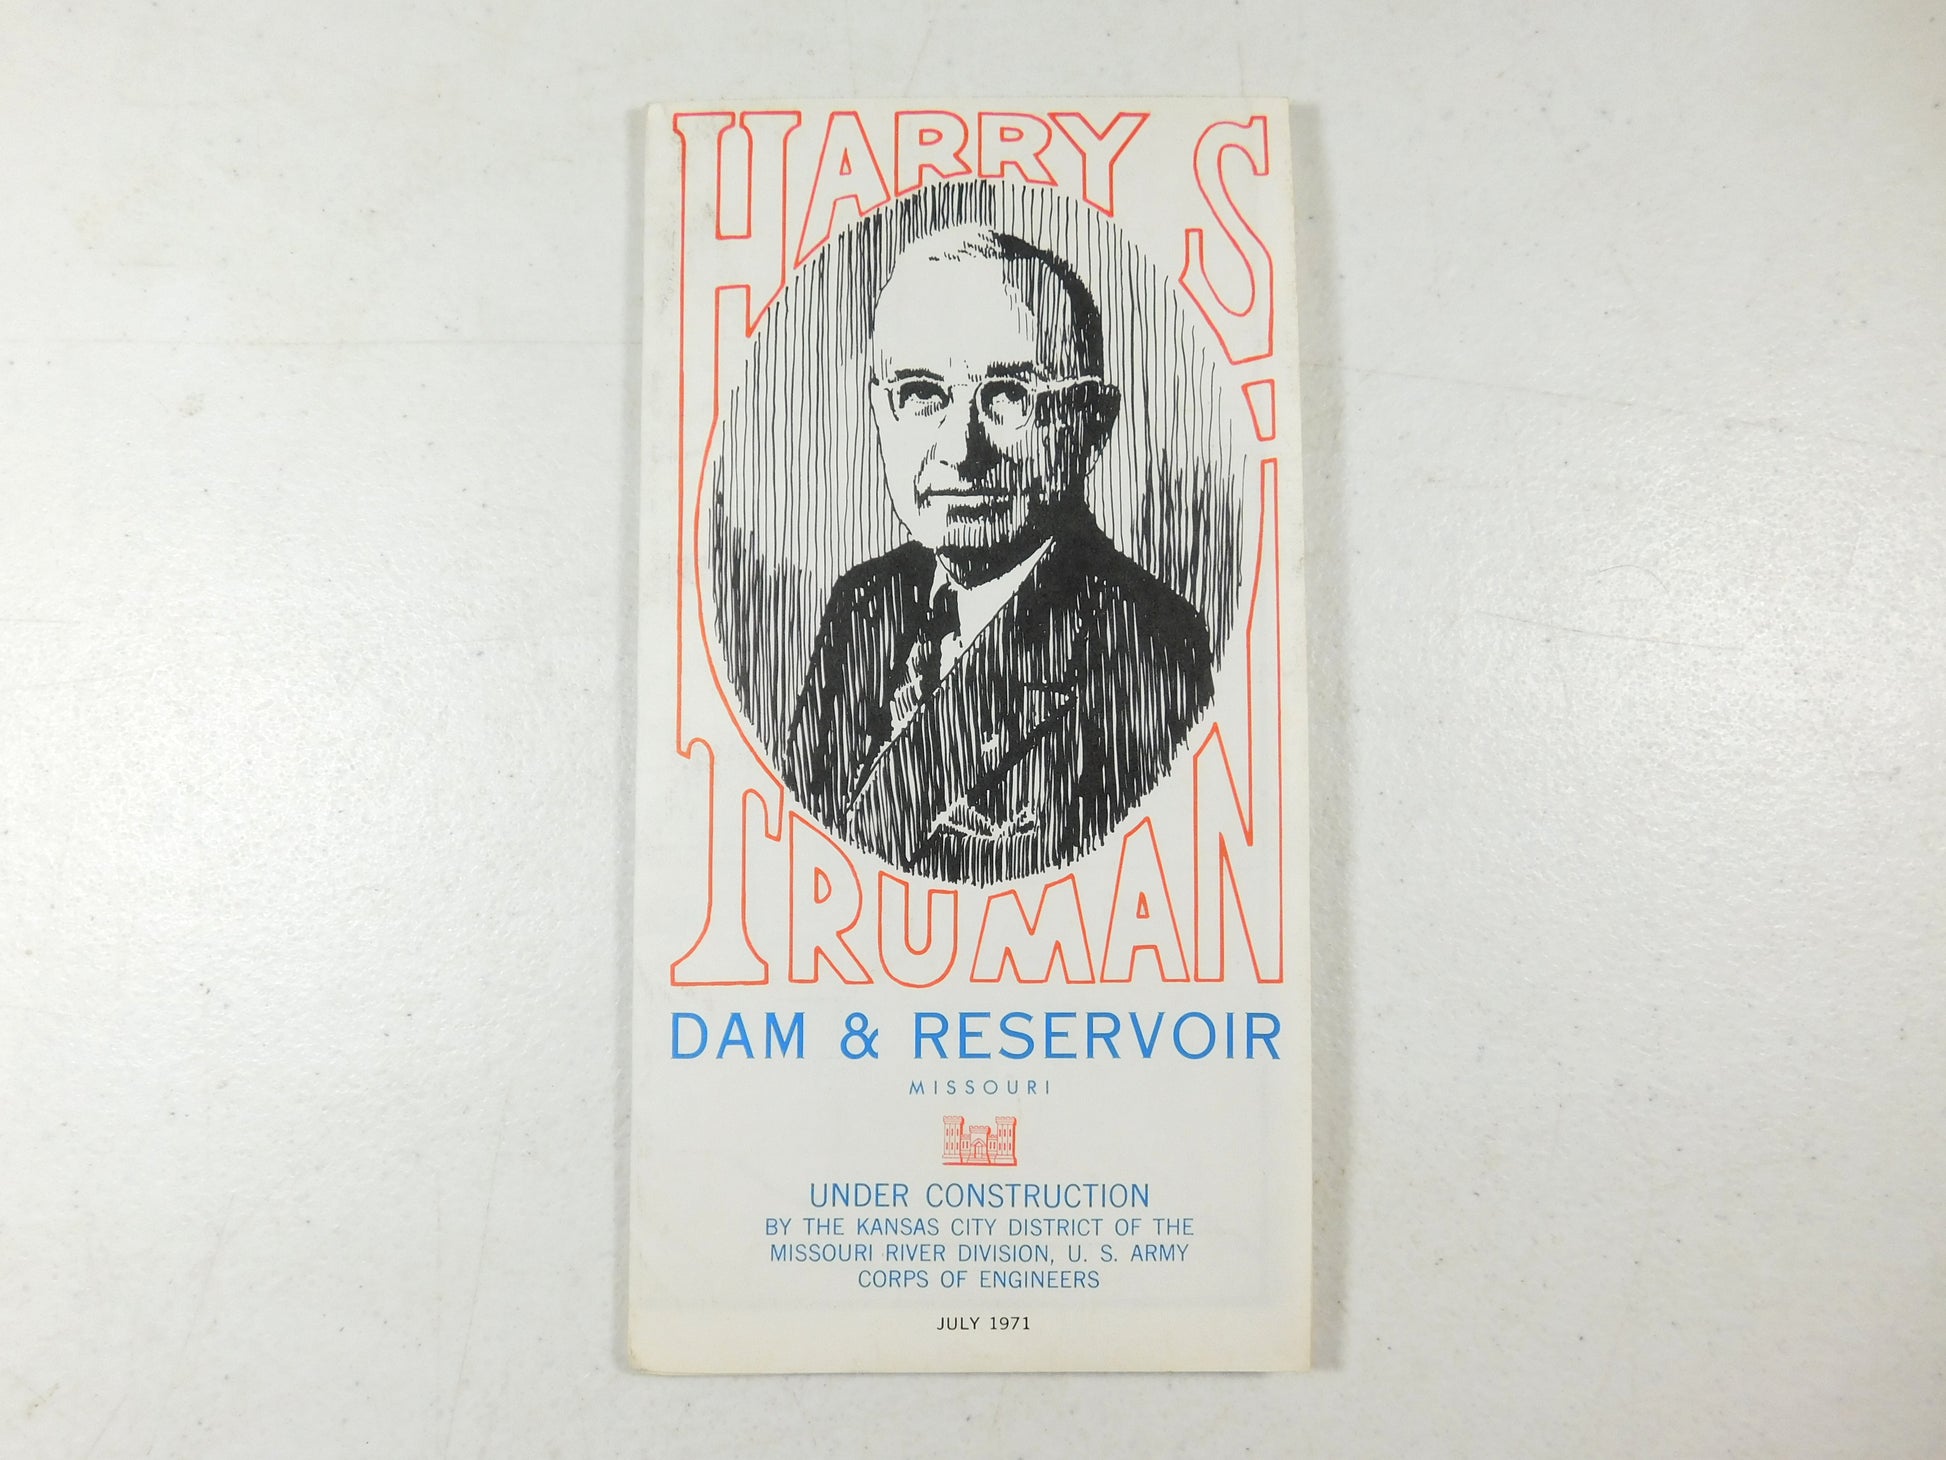 HARRY S
TRUMAN
DAM & RESERVOIR
MISSOURI
UNDER CONSTRUCTION
BY THE KANSAS CITY DISTRICT OF THE
MISSOURI RIVER DIVISION, U. S. ARMY
CORPS OF ENGINEERS
JULY 1971